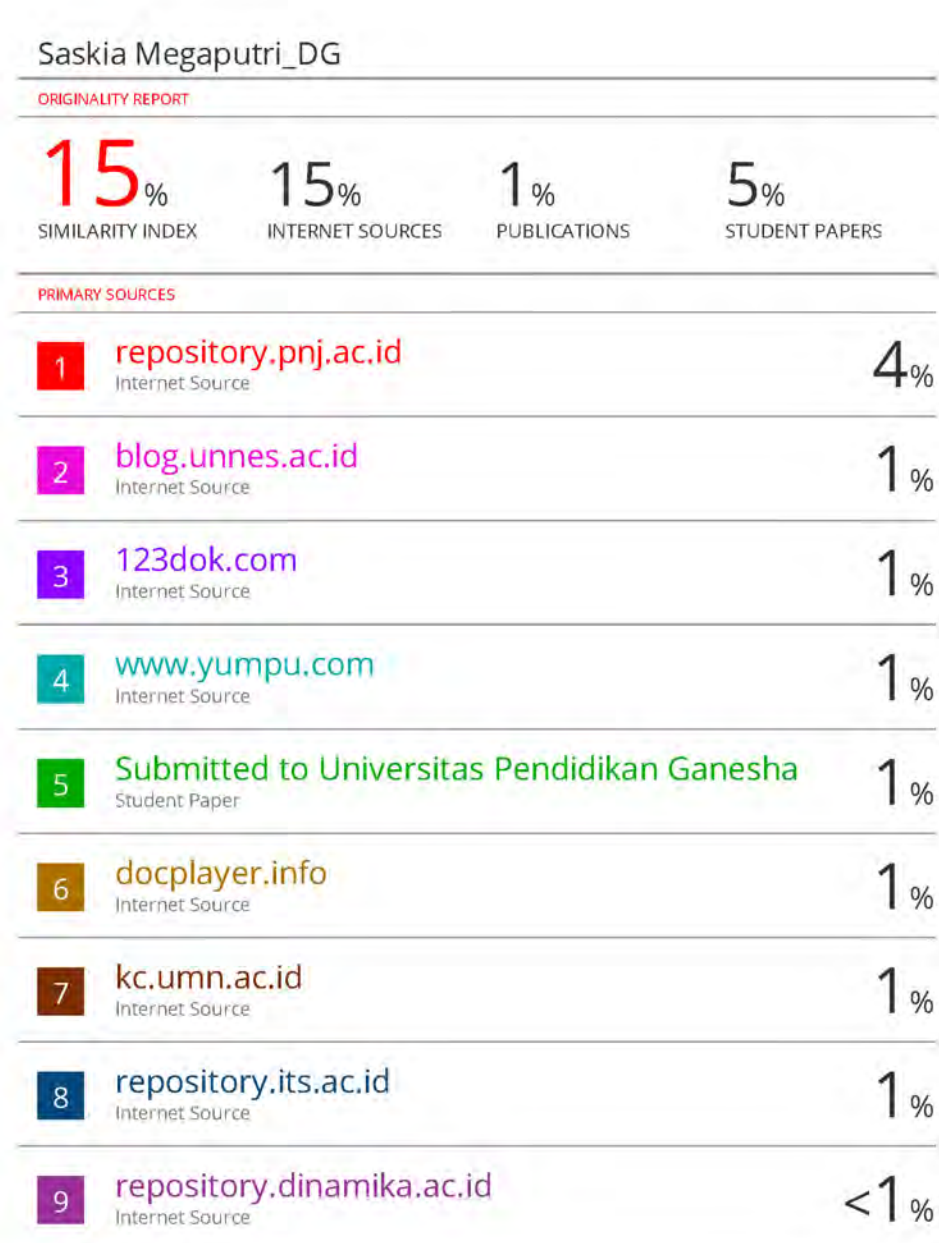 Saskia Megaputri_DG
ORIGINALITY REPORT
15% 15% 1% 5%
SIMILARITY INDEX INTERNET SOURCES PUBLICATIONS STUDENT PAPERS
PRIMARY SOURCES
1 repository.pnj.ac.id 4%
Internet Source
2 blog.unnes.ac.id 1%
Internet Source
3 123dok.com 1%
Internet Source
4 www.yumpu.com 1%
Internet Source
5 Submitted to Universitas Pendidikan Ganesha 1%
Student Paper
6 docplayer.info 1%
Internet Source
7 kc.umn.ac.id 1%
Internet Source
8 repository.its.ac.id 1%
Internet Source
9 repository.dinamika.ac.id <1%
Internet Source